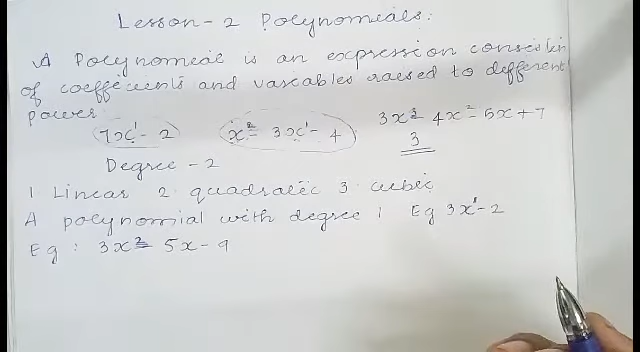 Lesson - 2 Polynomials:
A Polynomial is an expression consistin
of coefficients and variables raised to different
power.
7x¹ - 2 x² - 3x¹ - 4 3x³ - 4x² - 5x + 7
3
Degree - 2
1 Linear 2 quadratic 3 cubic
A polynomial with degree 1 Eg 3x¹ - 2
Eg : 3x² - 5x - 9